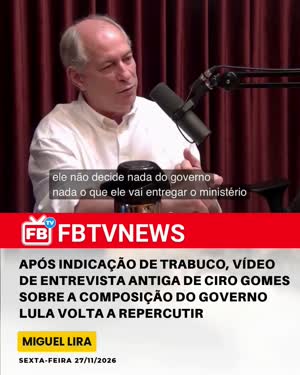 ele não decide nada do governo
nada o que ele vai entregar o ministério
FB TV FBTVNEWS
APÓS INDICAÇÃO DE TRABUCO, VÍDEO
DE ENTREVISTA ANTIGA DE CIRO GOMES
SOBRE A COMPOSIÇÃO DO GOVERNO
LULA VOLTA A REPERCUTIR
MIGUEL LIRA
SEXTA-FEIRA 27/11/2026